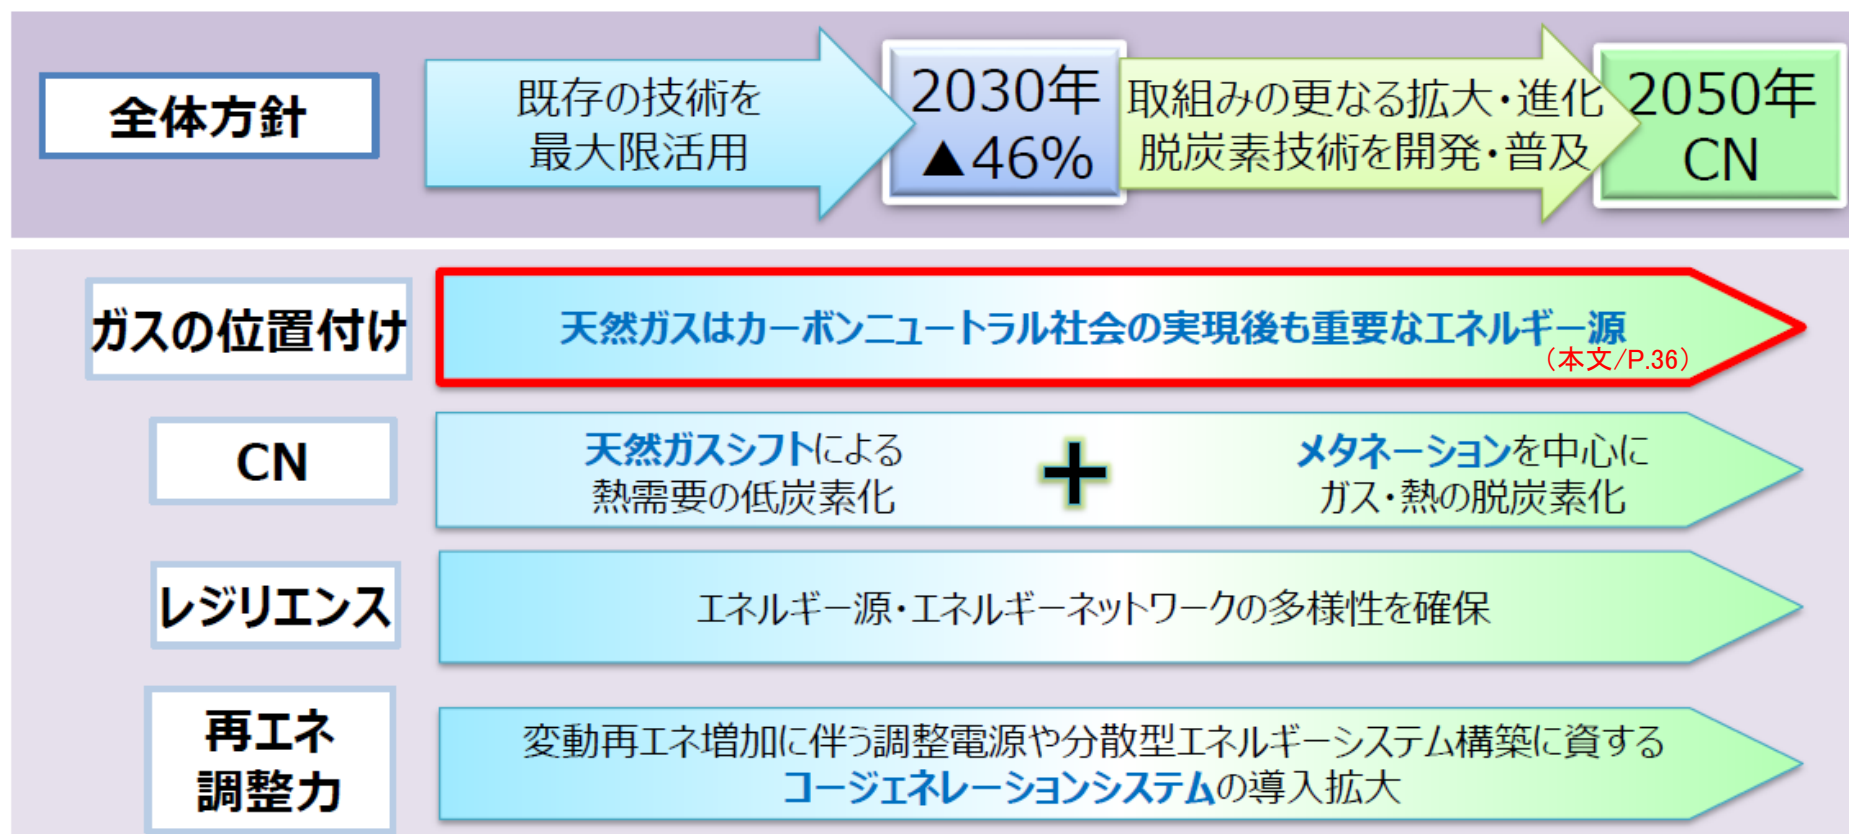 全体方針
既存の技術を
最大限活用
2030年
▲46%
取組みの更なる拡大・進化
脱炭素技術を開発・普及
2050年
CN
ガスの位置付け
天然ガスはカーボンニュートラル社会の実現後も重要なエネルギー源
（本文/P.36）
CN
天然ガスシフトによる
熱需要の低炭素化
+
メタネーションを中心に
ガス・熱の脱炭素化
レジリエンス
エネルギー源・エネルギーネットワークの多様性を確保
再エネ
調整力
変動再エネ増加に伴う調整電源や分散型エネルギーシステム構築に資する
コージェネレーションシステムの導入拡大